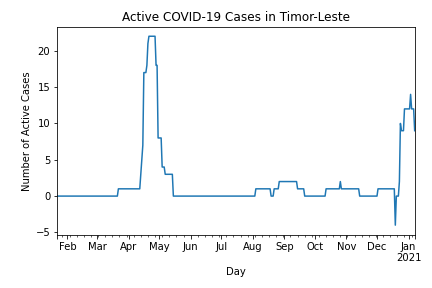 Active COVID-19 Cases in Timor-Leste
Number of Active Cases
20
15
10
5
0
−5
Feb Mar Apr May Jun Jul Aug Sep Oct Nov Dec Jan
2021
Day